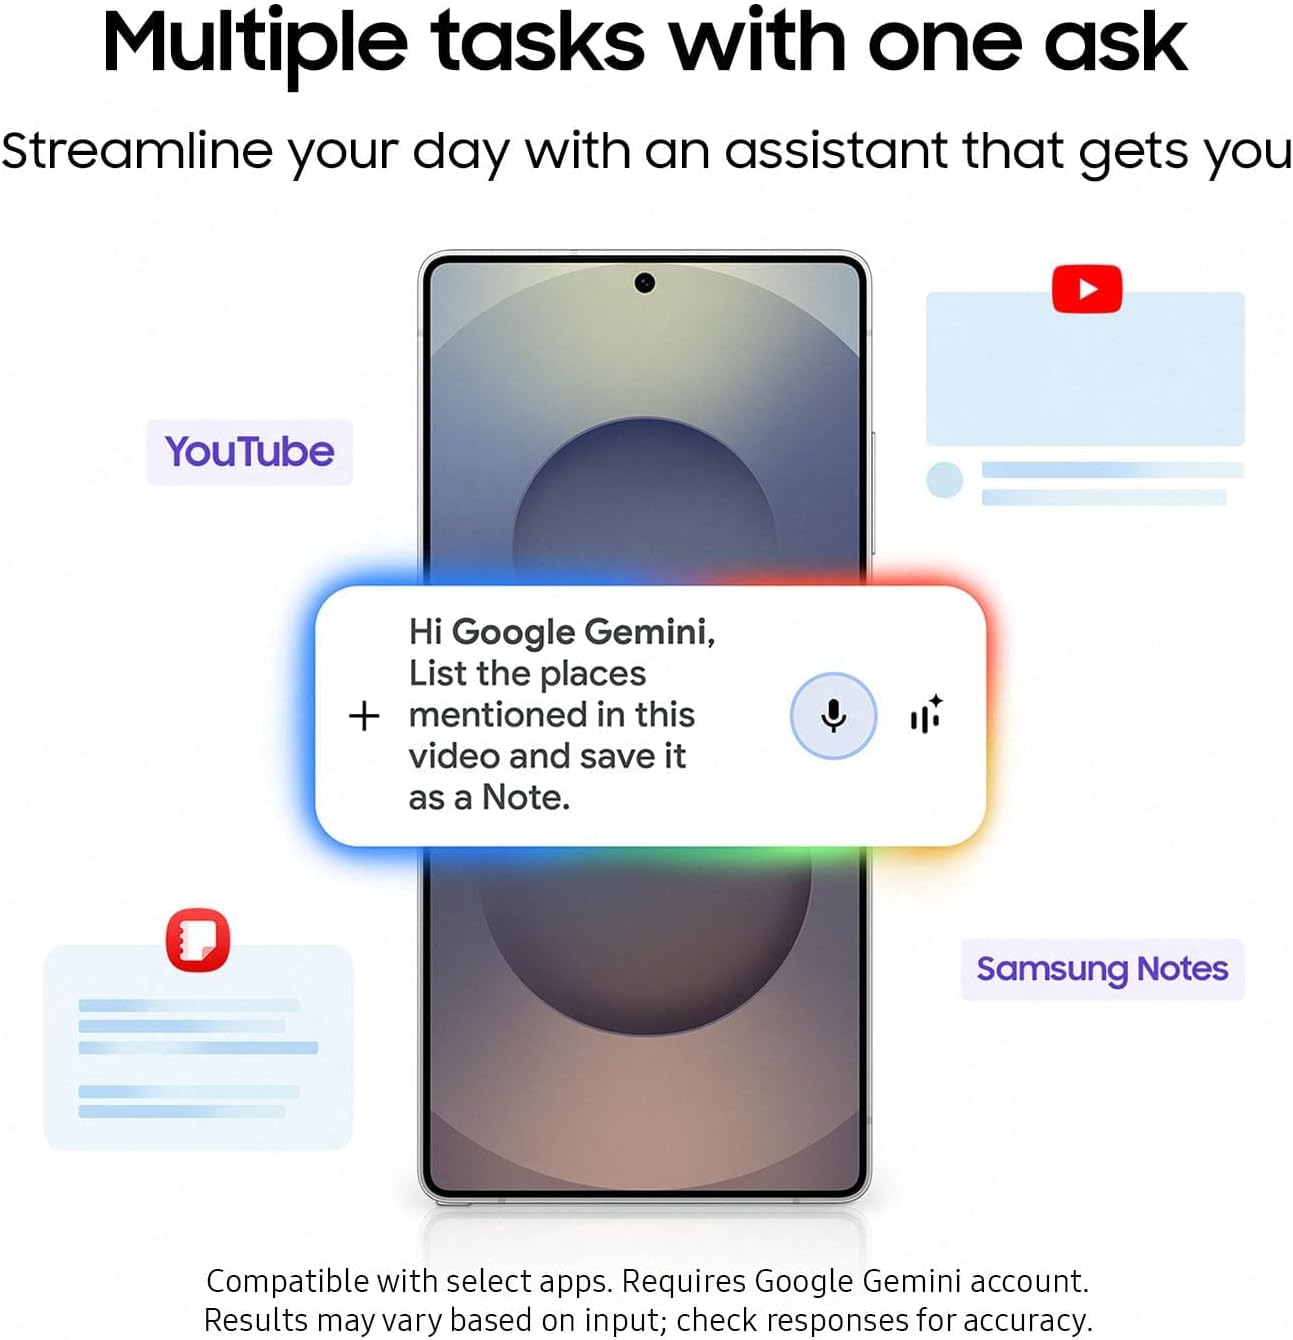 Multiple tasks with one ask
Streamline your day with an assistant that gets you
YouTube
Hi Google Gemini,
List the places
mentioned in this
video and save it
as a Note.
Samsung Notes
Compatible with select apps. Requires Google Gemini account.
Results may vary based on input; check responses for accuracy.